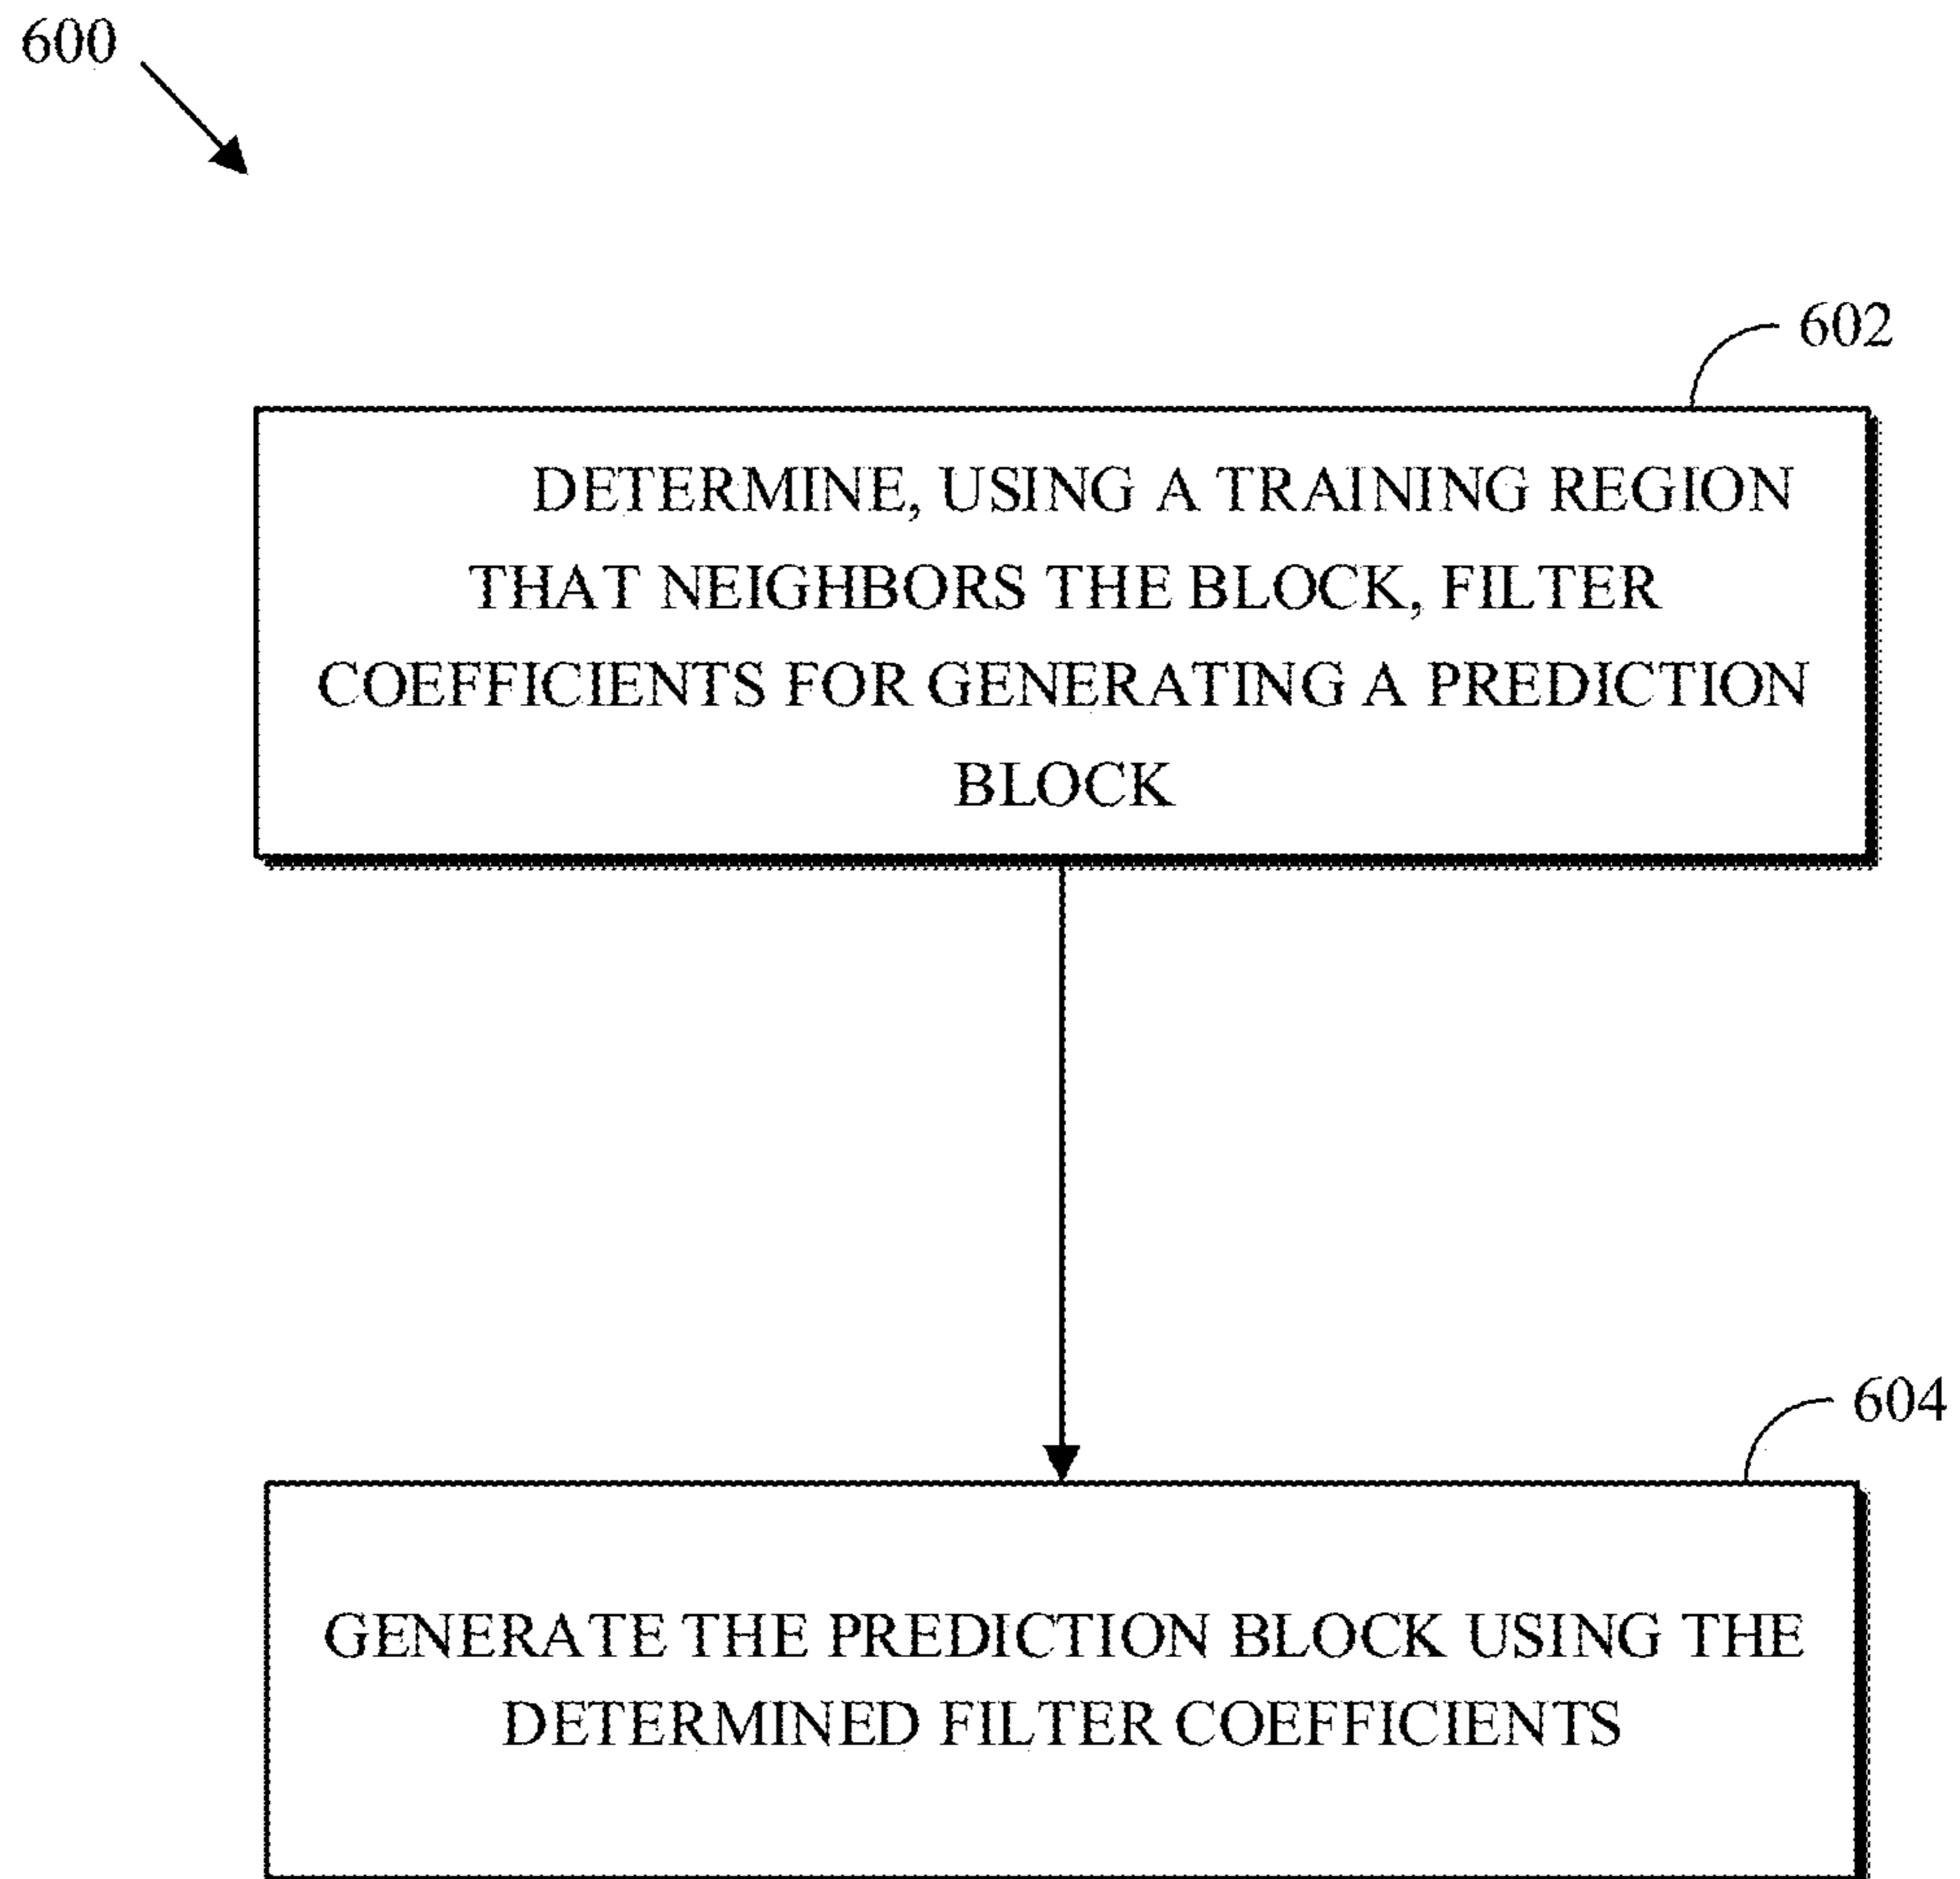 600
602
DETERMINE, USING A TRAINING REGION
THAT NEIGHBORS THE BLOCK, FILTER
COEFFICIENTS FOR GENERATING A PREDICTION
BLOCK
604
GENERATE THE PREDICTION BLOCK USING THE
DETERMINED FILTER COEFFICIENTS